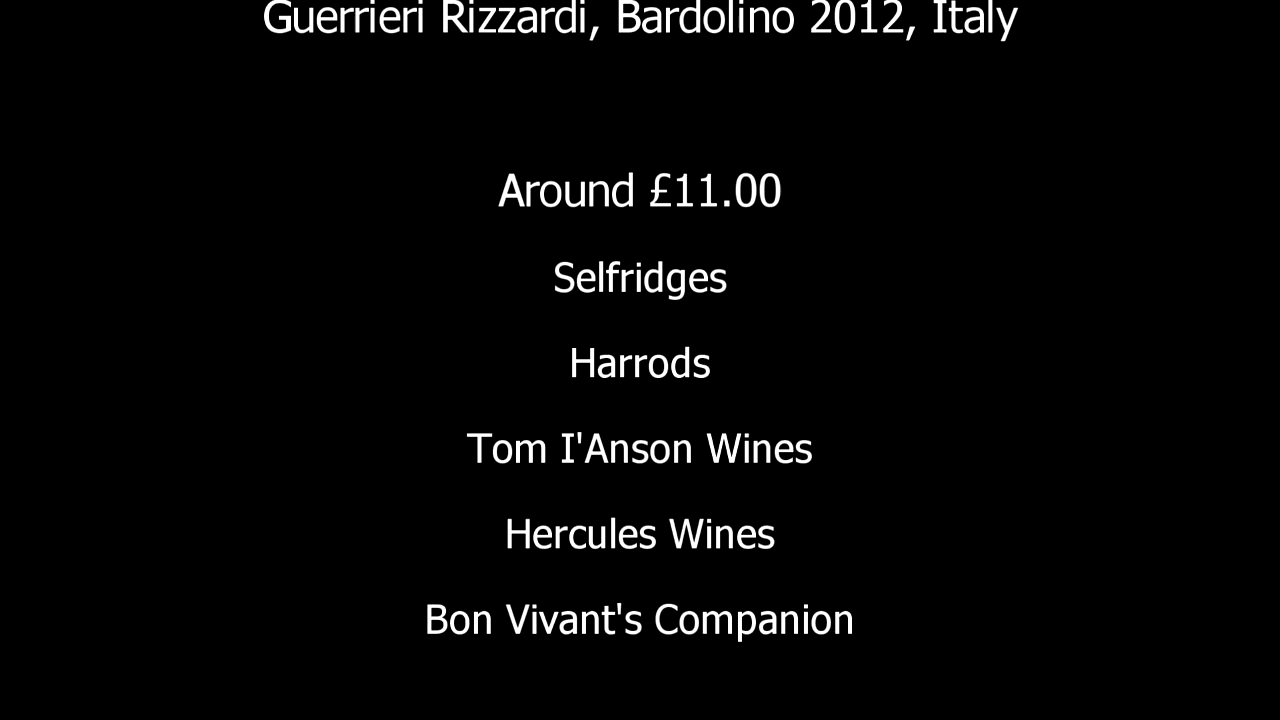 Guerrieri Rizzardi, Bardolino 2012, Italy
Around £11.00
Selfridges
Harrods
Tom I'Anson Wines
Hercules Wines
Bon Vivant's Companion